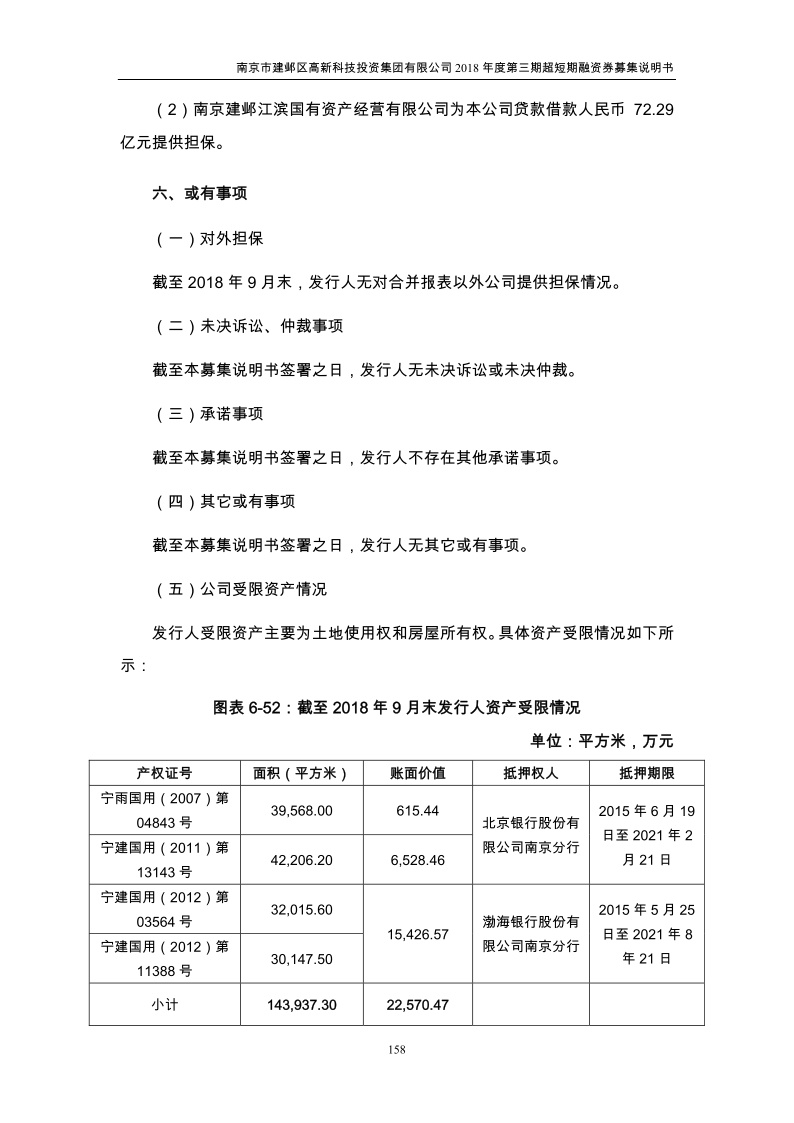 南京市建邺区高新科技投资集团有限公司 2018 年度第三期超短期融资券募集说明书
（2）南京建邺江滨国有资产经营有限公司为本公司贷款借款人民币 72.29
亿元提供担保。
六、或有事项
（一）对外担保
截至 2018 年 9 月末，发行人无对合并报表以外公司提供担保情况。
（二）未决诉讼、仲裁事项
截至本募集说明书签署之日，发行人无未决诉讼或未决仲裁。
（三）承诺事项
截至本募集说明书签署之日，发行人不存在其他承诺事项。
（四）其它或有事项
截至本募集说明书签署之日，发行人无其它或有事项。
（五）公司受限资产情况
发行人受限资产主要为土地使用权和房屋所有权。具体资产受限情况如下所
示：
图表 6-52：截至 2018 年 9 月末发行人资产受限情况
单位：平方米，万元
产权证号 面积（平方米） 账面价值 抵押权人 抵押期限
宁雨国用（2007）第
04843 号
39,568.00 615.44
北京银行股份有
限公司南京分行
2015 年 6 月 19
日至 2021 年 2
月 21 日
宁建国用（2011）第
13143 号
42,206.20 6,528.46
宁建国用（2012）第
03564 号
32,015.60
15,426.57
渤海银行股份有
限公司南京分行
2015 年 5 月 25
日至 2021 年 8
年 21 日
宁建国用（2012）第
11388 号
30,147.50
小计 143,937.30 22,570.47
158